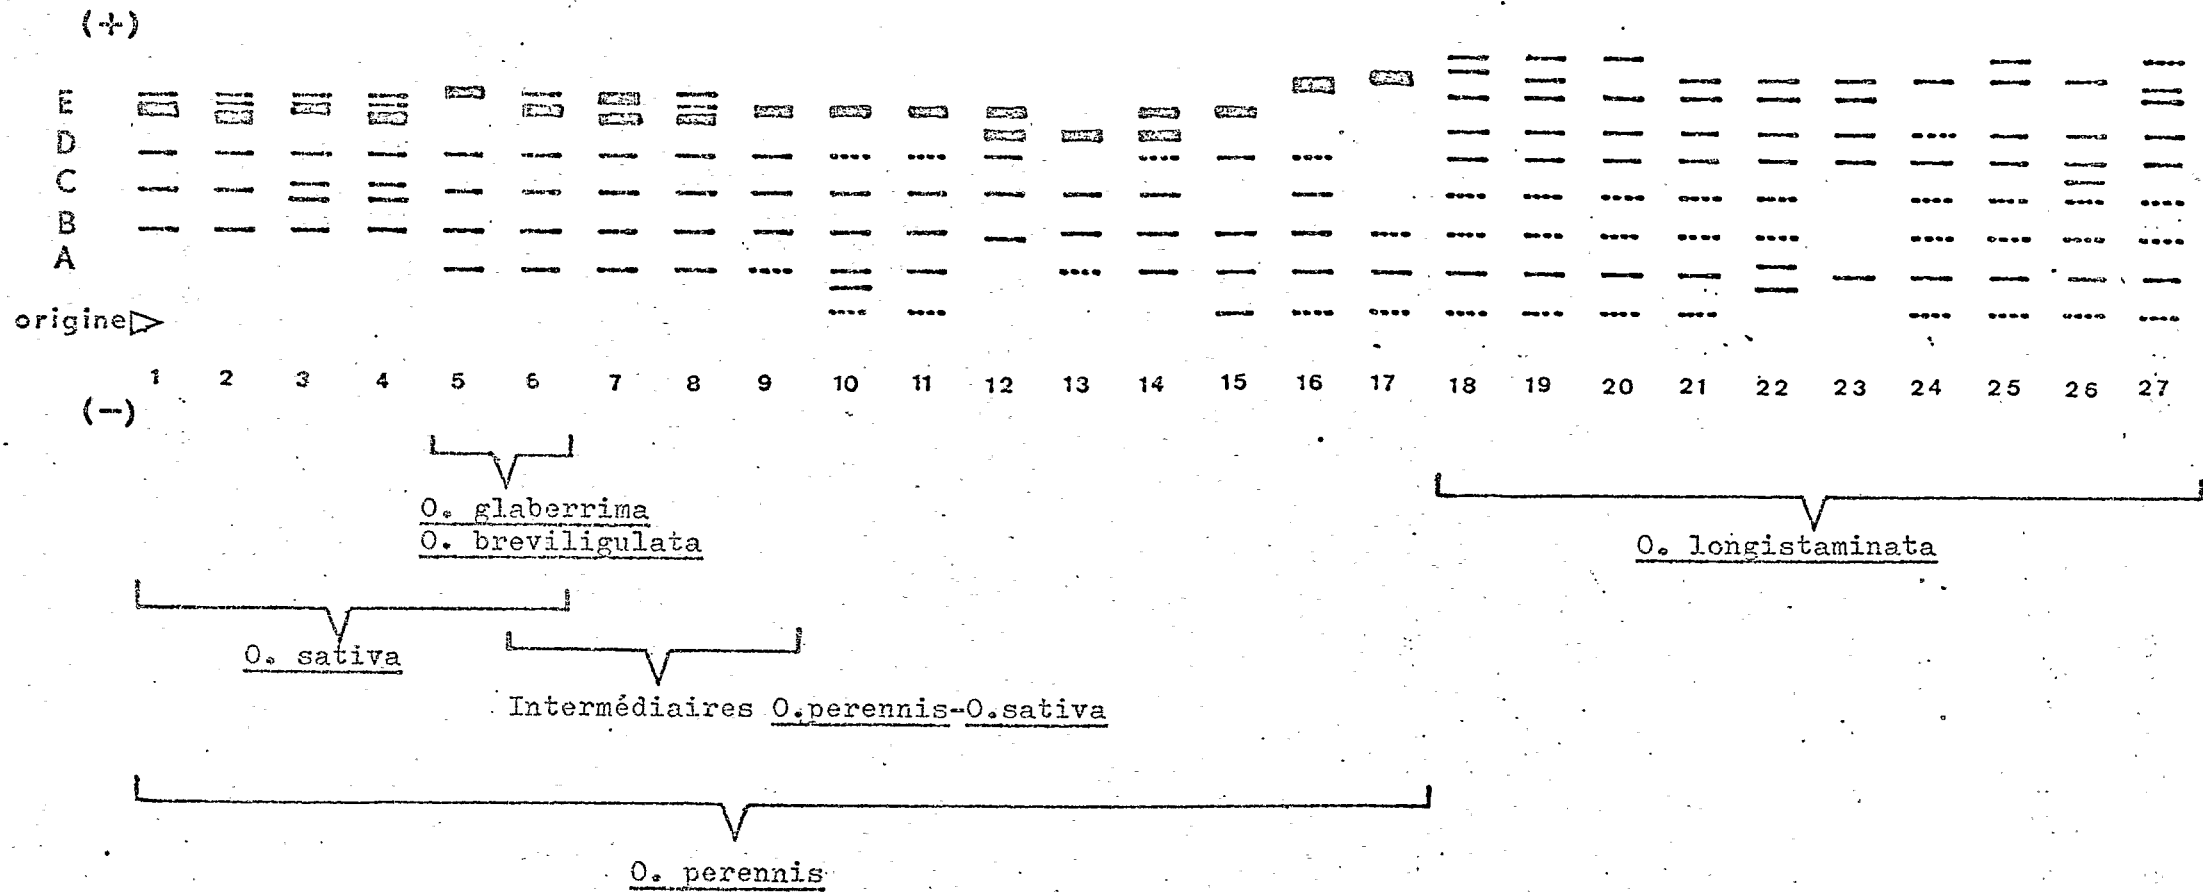 (+)
E
D
C
B
A
origine
1 2 3 4 5 6 7 8 9 10 11 12 13 14 15 16 17 18 19 20 21 22 23 24 25 26 27
(-)
O. glaberrima
O. breviligulata
O. longistaminata
O. sativa
Intermédiaires O.perennis-O.sativa
O. perennis